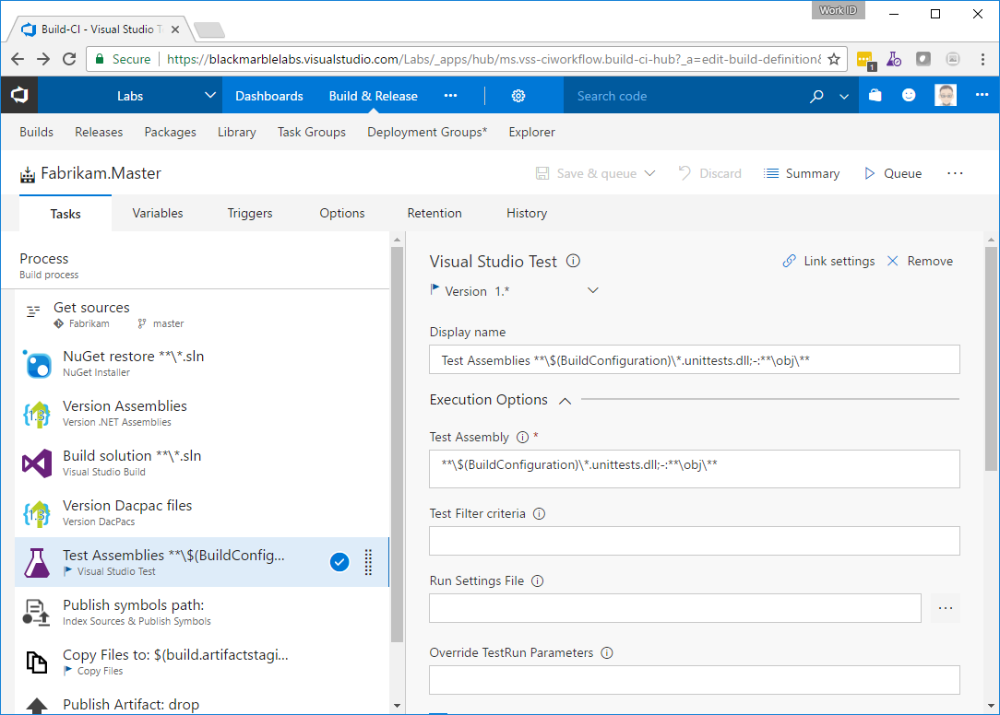 Work ID
Build-CI - Visual Studio T
Secure https://blackmarblelabs.visualstudio.com/Labs/_apps/hub/ms.vss-ciworkflow.build-ci-hub?_a=edit-build-definition&
1
Labs Dashboards Build & Release ••• Search code •••
Builds Releases Packages Library Task Groups Deployment Groups* Explorer
Fabrikam.Master Save & queue Discard Summary Queue ···
Tasks Variables Triggers Options Retention History
Process
Build process
Get sources
Fabrikam master
NuGet restore **\*.sln
NuGet Installer
Version Assemblies
Version .NET Assemblies
Build solution **\*.sln
Visual Studio Build
Version Dacpac files
Version DacPacs
Test Assemblies **\$(BuildConfig...
Visual Studio Test
Publish symbols path:
Index Sources & Publish Symbols
Copy Files to: $(build.artifactstagi...
Copy Files
Publish Artifact: drop
Visual Studio Test Link settings Remove
Version 1.*
Display name
Test Assemblies **\$(BuildConfiguration)\*.unittests.dll;-:**\obj\**
Execution Options
Test Assembly *
**\$(BuildConfiguration)\*.unittests.dll;-:**\obj\**
Test Filter criteria
Run Settings File
···
Override TestRun Parameters